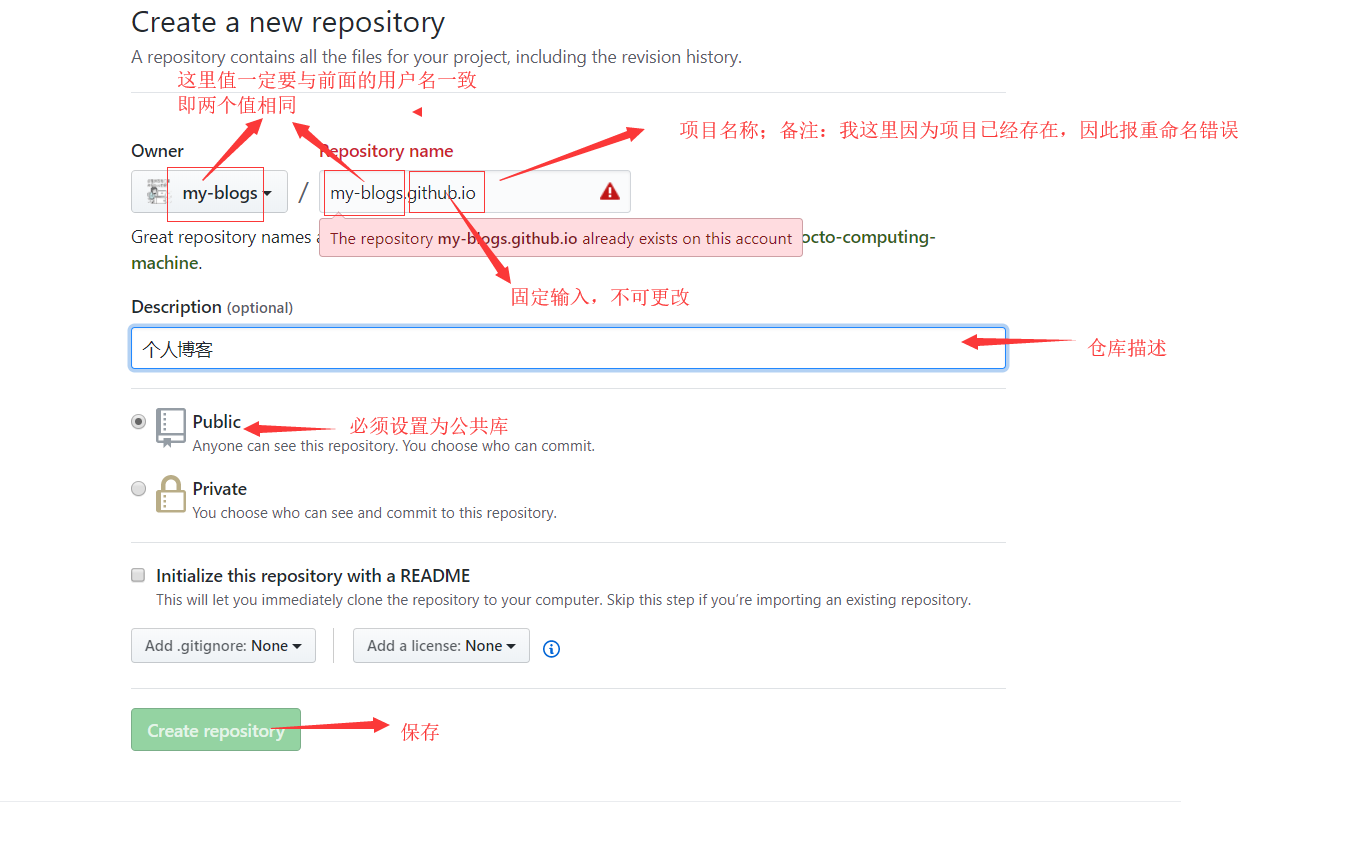 Create a new repository
A repository contains all the files for your project, including the revision history.
这里值一定要与前面的用户名一致
即两个值相同
项目名称；备注：我这里因为项目已经存在，因此报重命名错误
Owner
Repository name
my-blogs
/
my-blogs.github.io
Great repository names
The repository my-blogs.github.io already exists on this account
octo-computing-
machine.
固定输入，不可更改
Description (optional)
个人博客
仓库描述
Public
必须设置为公共库
Anyone can see this repository. You choose who can commit.
Private
You choose who can see and commit to this repository.
Initialize this repository with a README
This will let you immediately clone the repository to your computer. Skip this step if you’re importing an existing repository.
Add .gitignore: None
Add a license: None
Create repository
保存